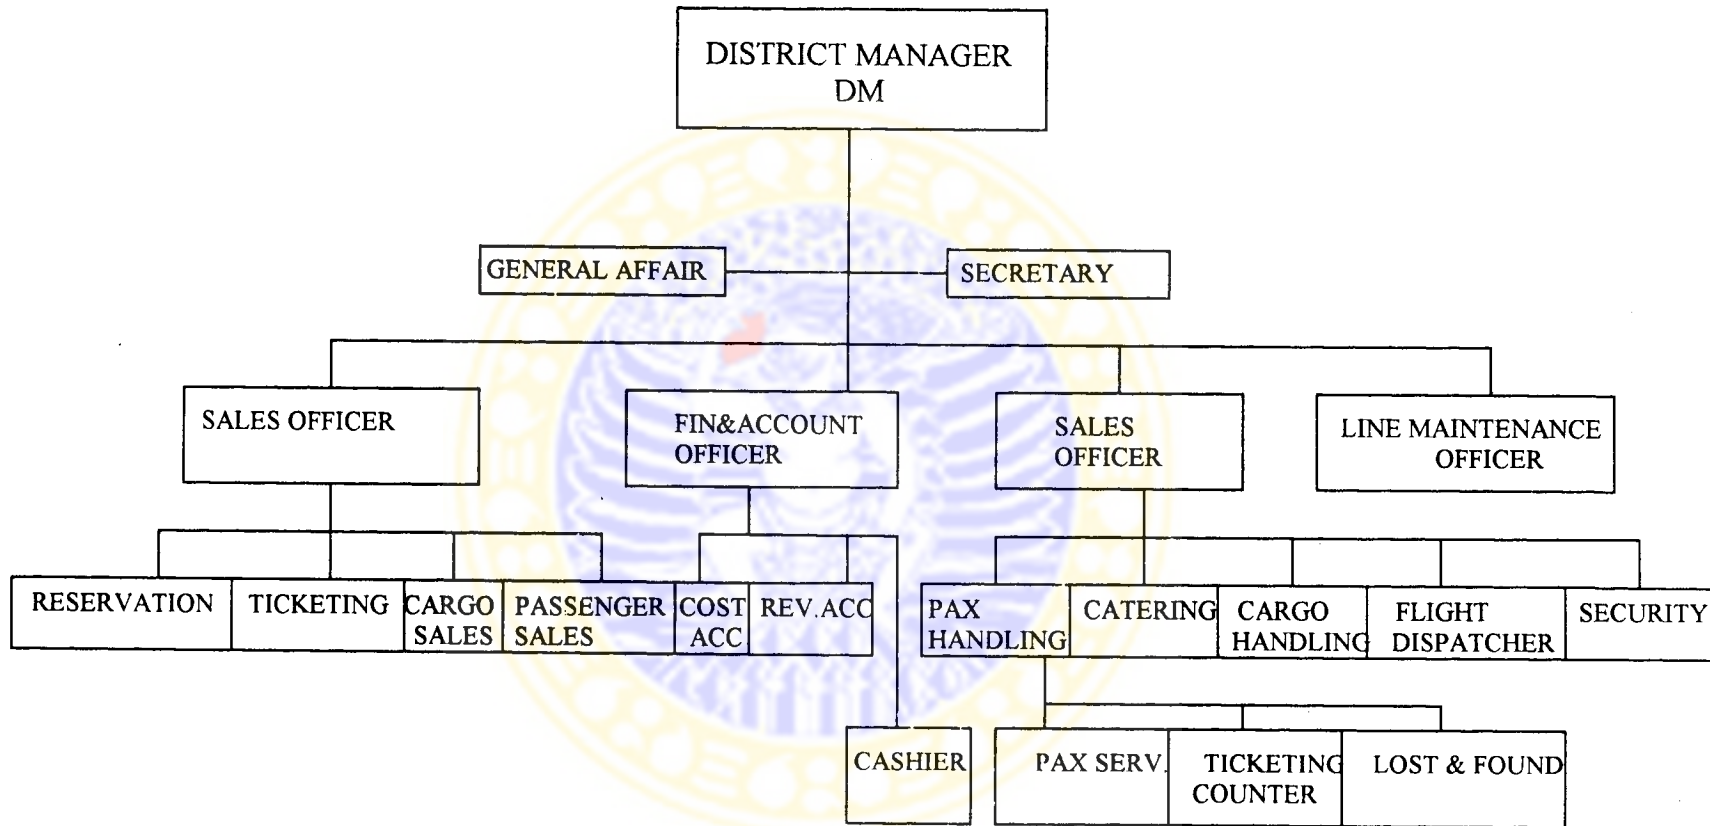 DISTRICT MANAGER
DM
GENERAL AFFAIR
SECRETARY
SALES OFFICER
FIN&ACCOUNT
OFFICER
SALES
OFFICER
LINE MAINTENANCE
OFFICER
RESERVATION
TICKETING
CARGO
SALES
PASSENGER
SALES
COST
ACC
REV.ACC
PAX
HANDLING
CATERING
CARGO
HANDLING
FLIGHT
DISPATCHER
SECURITY
CASHIER
PAX SERV.
TICKETING
COUNTER
LOST & FOUND